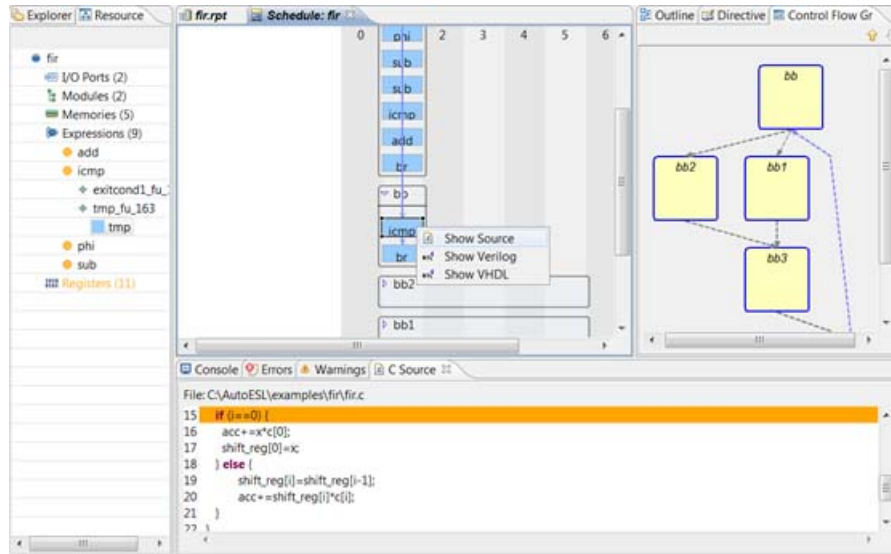 Explorer Resource
fir
I/O Ports (2)
Modules (2)
Memories (5)
Expressions (9)
add
icmp
exitcond1_fu_
tmp_fu_163
tmp
phi
sub
Registers (11)
fir.rpt Schedule: fir
0 2 3 4 5 6
phi
sub
sub
icmp
add
br
bb
icmp
br
bb2
bb1
Show Source
Show Verilog
Show VHDL
Outline Directive Control Flow Gr
bb
bb2 bb1
bb3
Console Errors Warnings C Source
File: C:\AutoESL\examples\fir\fir.c
15 if (i==0) {
16 acc+=x*c[0];
17 shift_reg[0]=x;
18 } else {
19 shift_reg[i]=shift_reg[i-1];
20 acc+=shift_reg[i]*c[i];
21 }
22 }